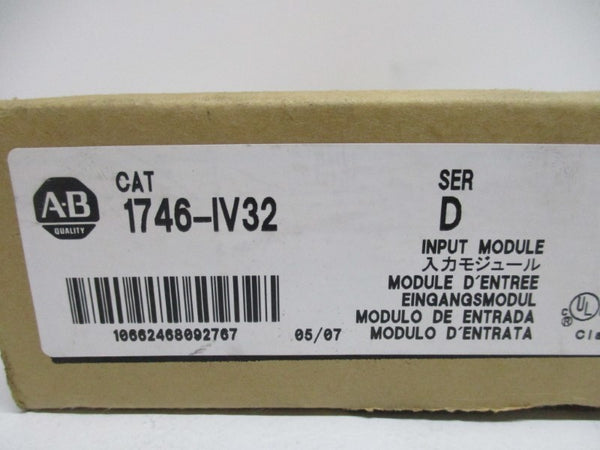 A-B
QUALITY
CAT
1746-IV32
SER
D
INPUT MODULE
入力モジュール
MODULE D'ENTREE
EINGANGSMODUL
MODULO DE ENTRADA
MODULO D'ENTRATA
10662468092767
05/07
c UL
R